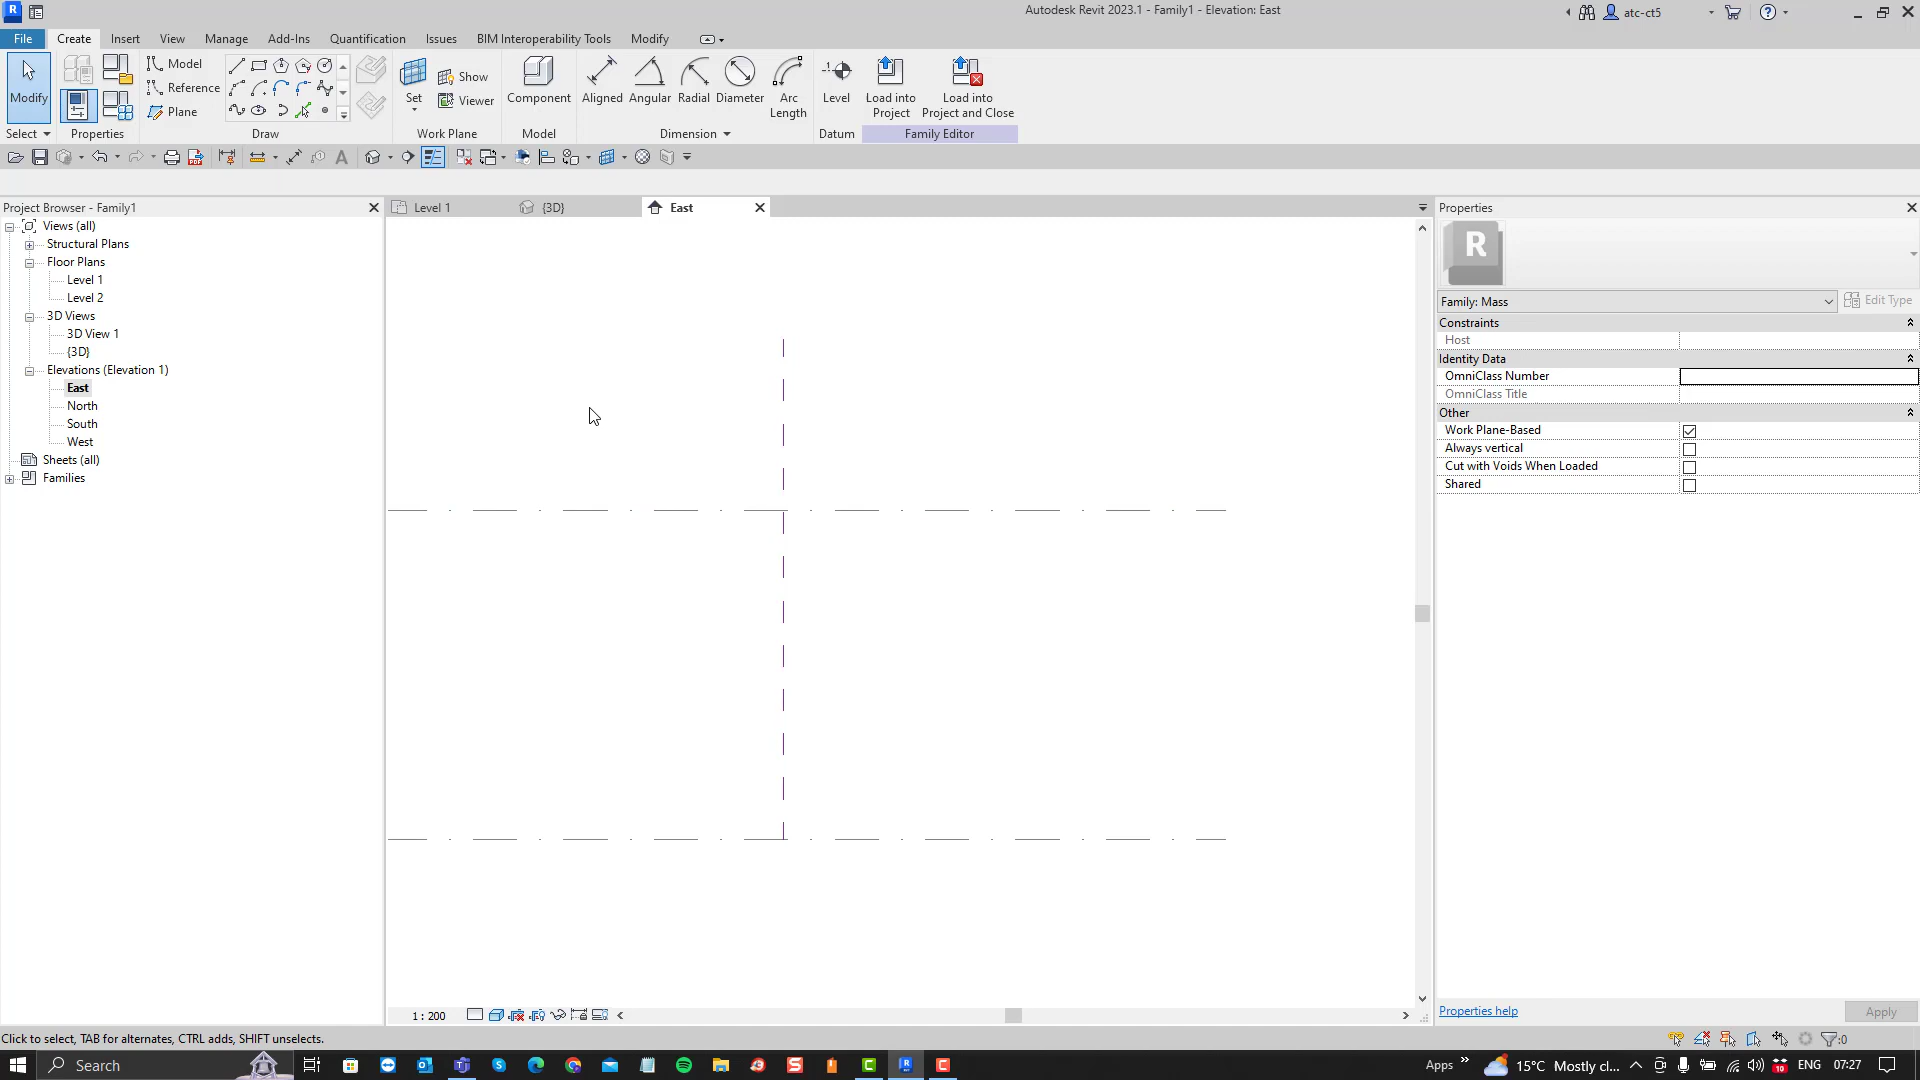 R
Autodesk Revit 2023.1 - Family1 - Elevation: East
atc-ct5
File Create Insert View Manage Add-Ins Quantification Issues BIM Interoperability Tools Modify
Modify
Model
Reference
Plane
Set
Show
Viewer
Component
Aligned
Angular
Radial
Diameter
Arc
Length
Level
Load into
Project
Load into
Project and Close
Select
Properties
Draw
Work Plane
Model
Dimension
Datum
Family Editor
Project Browser - Family1
Level 1
{3D}
East
Properties
Views (all)
Structural Plans
Floor Plans
Level 1
Level 2
3D Views
3D View 1
{3D}
Elevations (Elevation 1)
East
North
South
West
Sheets (all)
Families
R
Family: Mass
Edit Type
Constraints
Host
Identity Data
OmniClass Number
OmniClass Title
Other
Work Plane-Based
Always vertical
Cut with Voids When Loaded
Shared
1 : 200
Properties help
Apply
Click to select, TAB for alternates, CTRL adds, SHIFT unselects.
:0
Search
Apps
15°C Mostly cl...
10
ENG
07:27